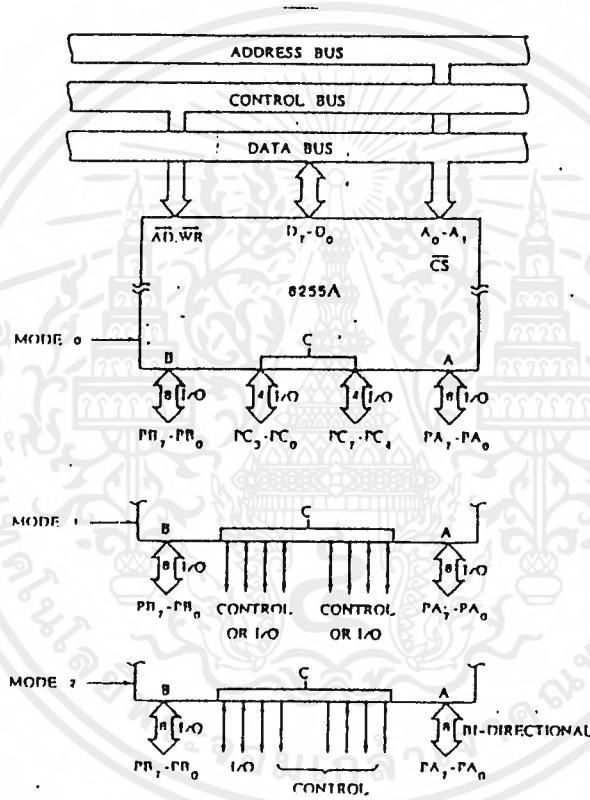 ADDRESS BUS
CONTROL BUS
DATA BUS
RD, WR D7-D0 A0-A1
CS
8255A
MODE 0
B C A
8 I/O 4 I/O 4 I/O 8 I/O
PB7-PB0 PC3-PC0 PC7-PC4 PA7-PA0
MODE 1
B C A
8 I/O 8 I/O
PB7-PB0 CONTROL OR I/O CONTROL OR I/O PA7-PA0
MODE 2
B C A
8 I/O 8 BI-DIRECTIONAL
PB7-PB0 I/O PA7-PA0
CONTROL